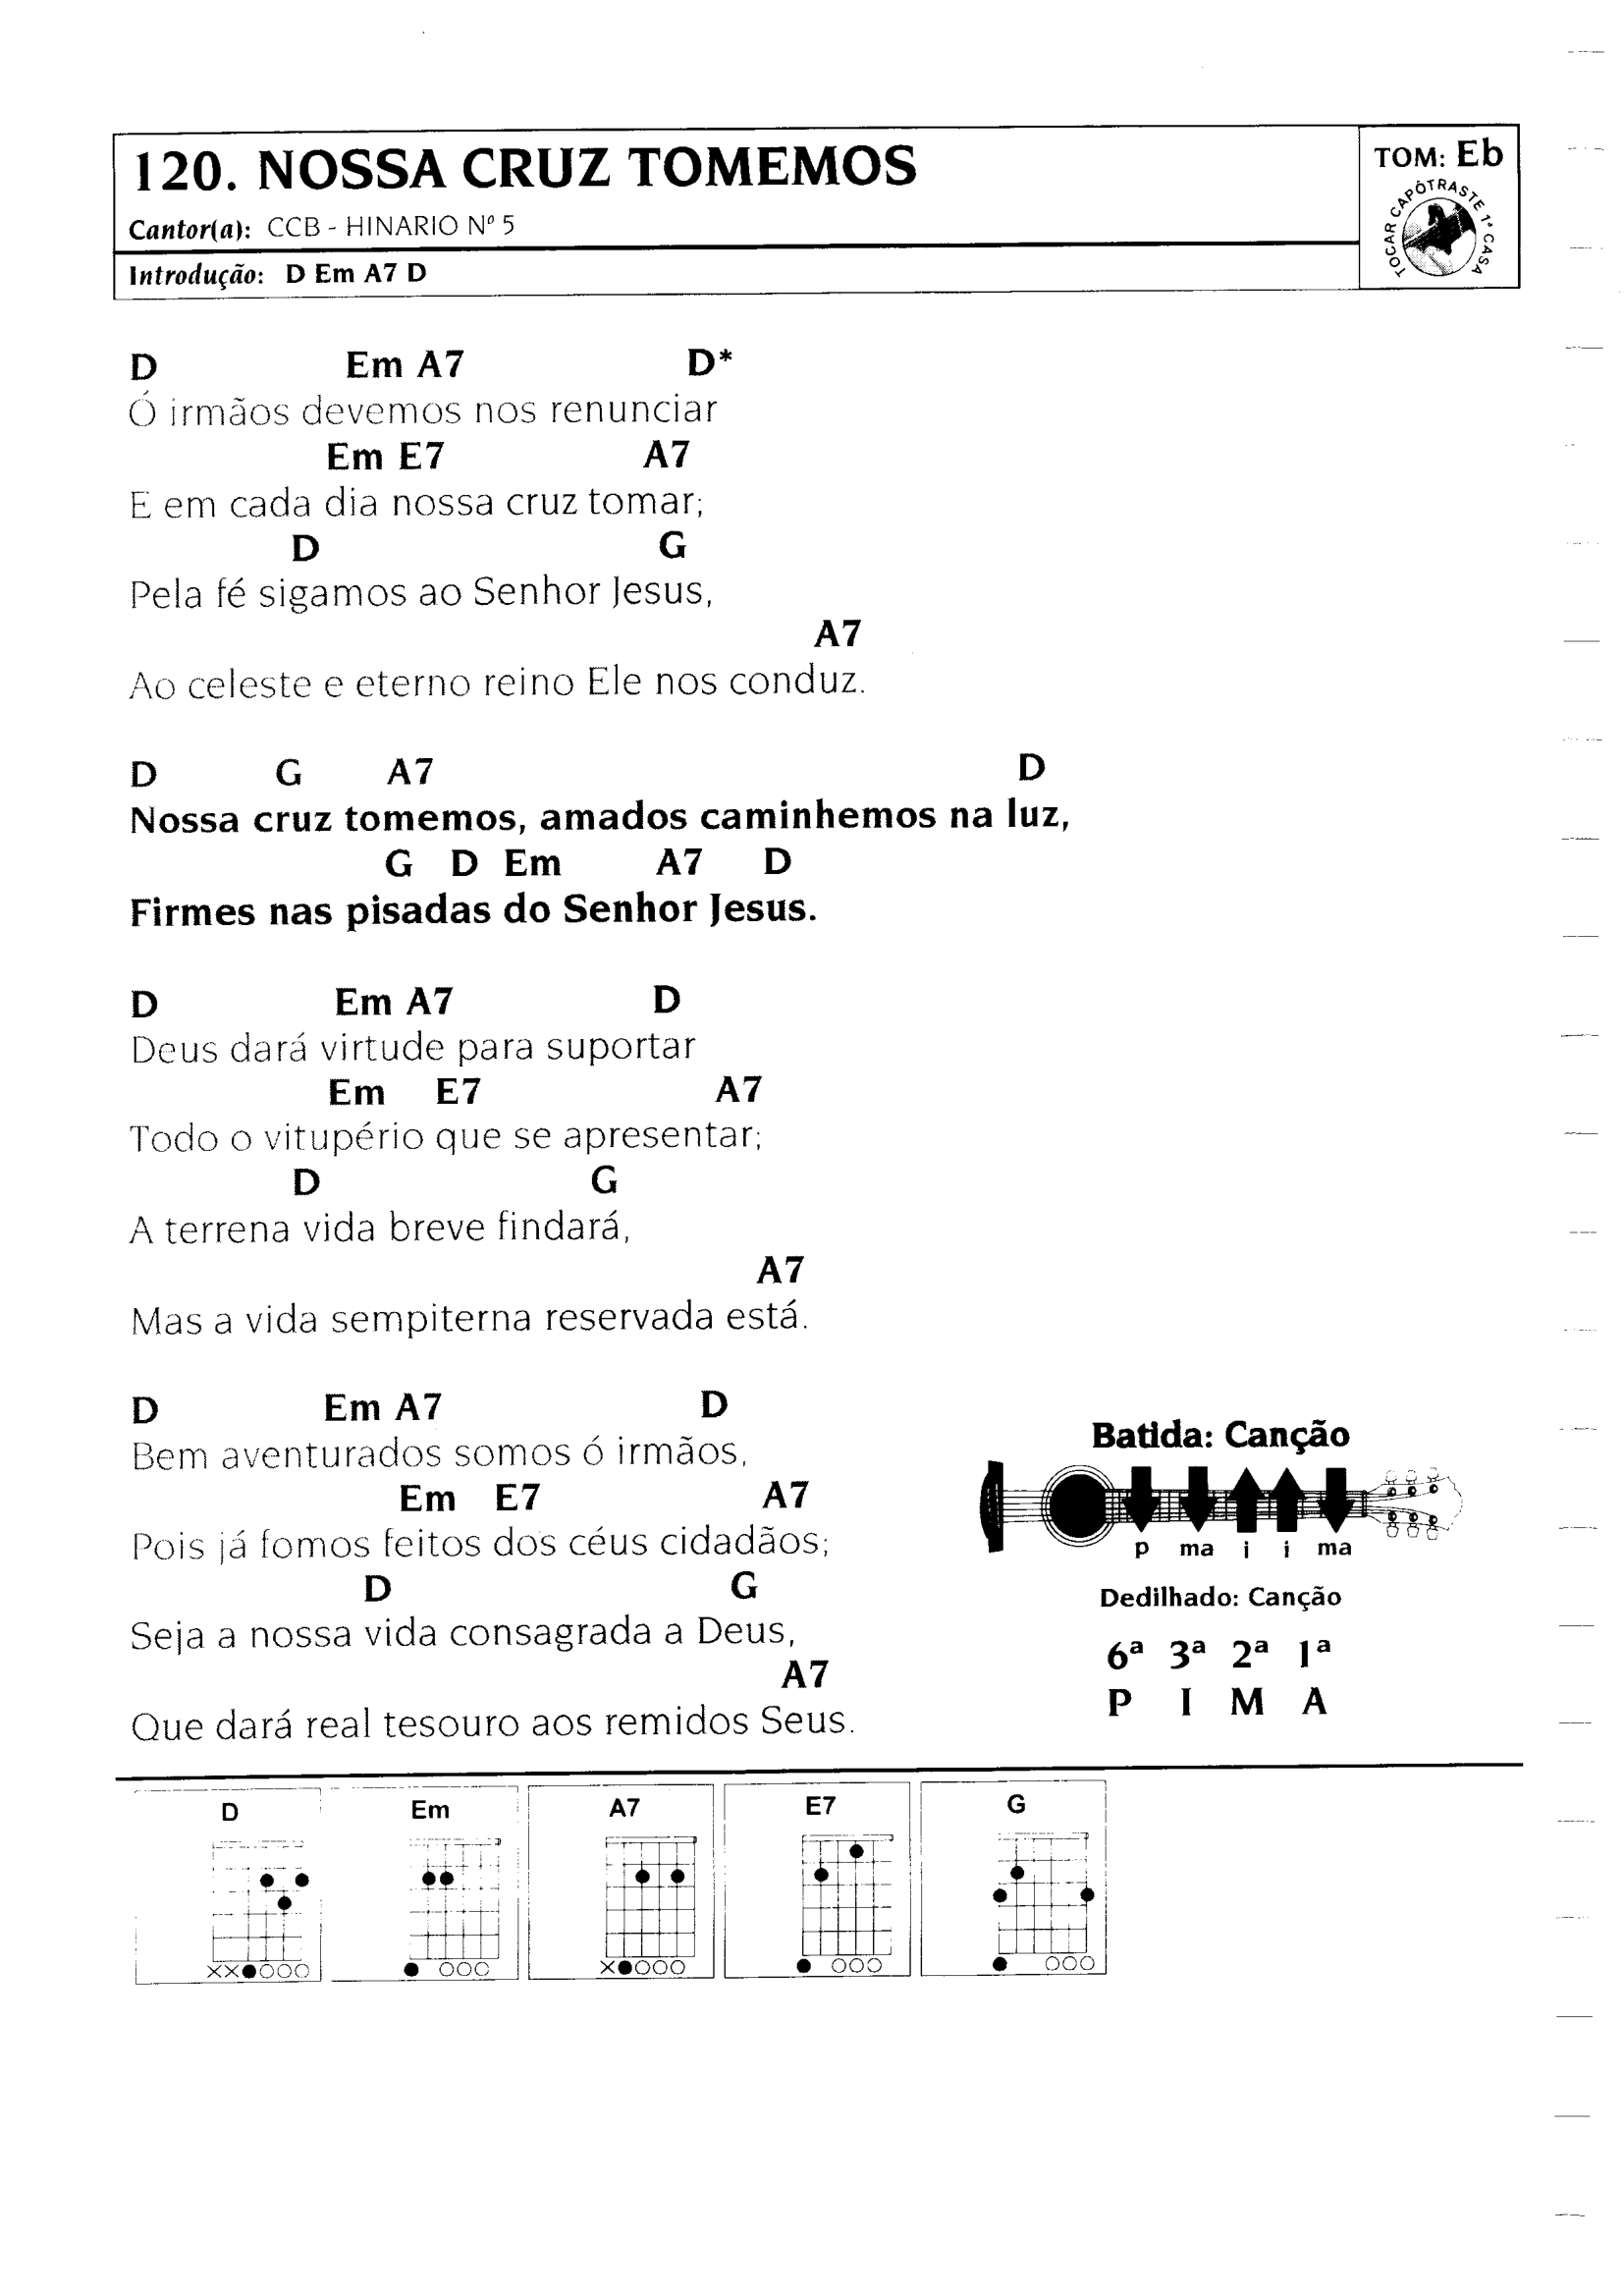 120. NOSSA CRUZ TOMEMOS
Cantor(a): CCB - HINARIO Nº 5
Introdução: D Em A7 D
TOM: Eb
TOCAR CAPÔTRASTE 1ª CASA
D Em A7 D*
Ó irmãos devemos nos renunciar
Em E7 A7
E em cada dia nossa cruz tomar;
D G
Pela fé sigamos ao Senhor Jesus,
A7
Ao celeste e eterno reino Ele nos conduz.
D G A7 D
Nossa cruz tomemos, amados caminhemos na luz,
G D Em A7 D
Firmes nas pisadas do Senhor Jesus.
D Em A7 D
Deus dará virtude para suportar
Em E7 A7
Todo o vitupério que se apresentar;
D G
A terrena vida breve findará,
A7
Mas a vida sempiterna reservada está.
D Em A7 D
Bem aventurados somos ó irmãos,
Em E7 A7
Pois já fomos feitos dos céus cidadãos;
D G
Seja a nossa vida consagrada a Deus,
A7
Que dará real tesouro aos remidos Seus.
Batida: Canção
p ma i i ma
Dedilhado: Canção
6ª 3ª 2ª 1ª
P I M A
D Em A7 E7 G